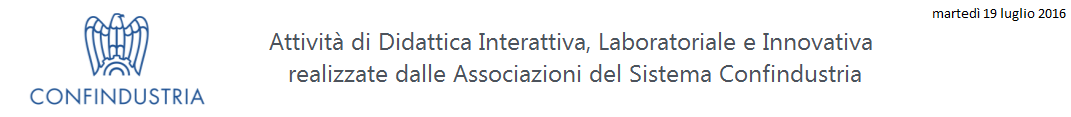 martedì 19 luglio 2016
Attività di Didattica Interattiva, Laboratoriale e Innovativa
realizzate dalle Associazioni del Sistema Confindustria
CONFINDUSTRIA